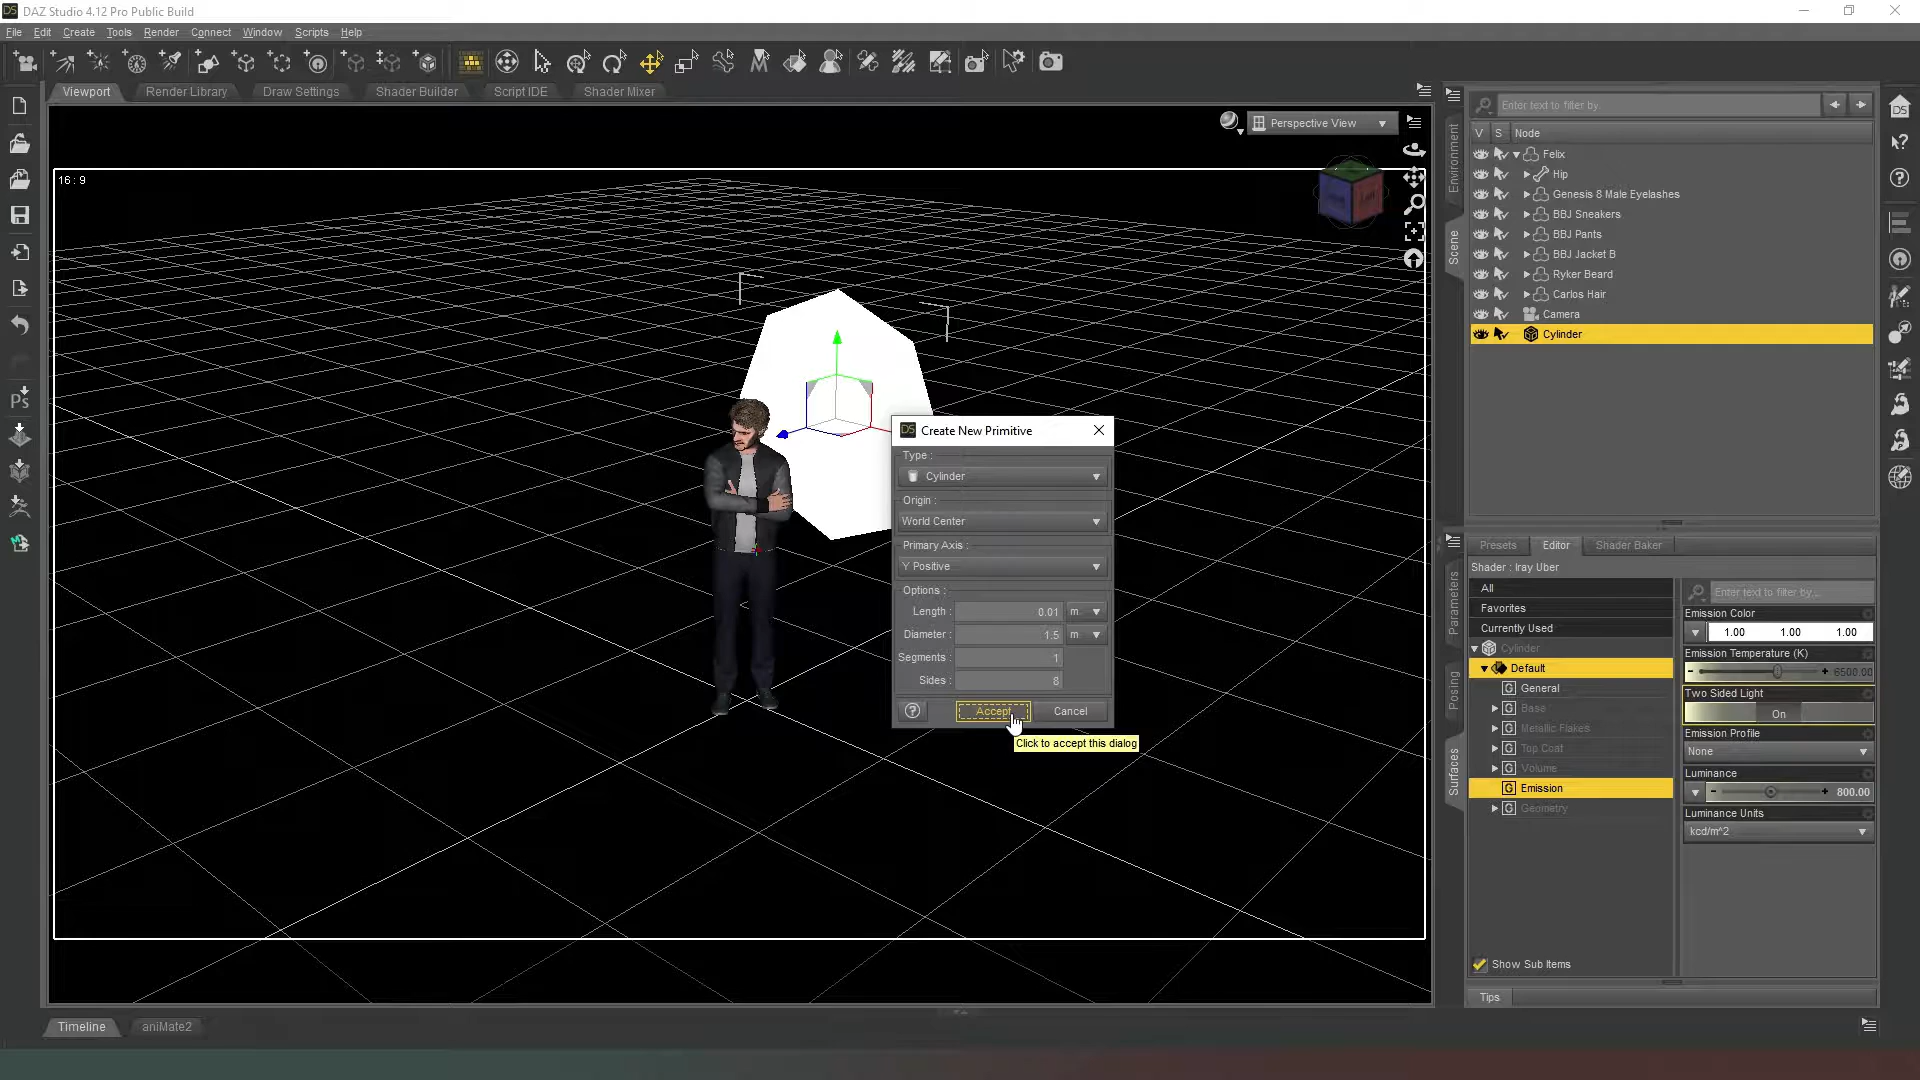 DAZ Studio 4.12 Pro Public Build
File Edit Create Tools Render Connect Window Scripts Help
Viewport Render Library Draw Settings Shader Builder Script IDE Shader Mixer
Perspective View
16 : 9
Create New Primitive
Type :
Cylinder
Origin :
World Center
Primary Axis :
Y Positive
Options :
Length : 0.01 m
Diameter : 1.5 m
Segments : 1
Sides : 8
Accept Cancel
Click to accept this dialog
Environment
Scene
Enter text to filter by...
V S Node
Felix
Hip
Genesis 8 Male Eyelashes
BBJ Sneakers
BBJ Pants
BBJ Jacket B
Ryker Beard
Carlos Hair
Camera
Cylinder
Parameters
Posing
Surfaces
Presets Editor Shader Baker
Shader : Iray Uber
All
Favorites
Currently Used
Cylinder
Default
General
Base
Metallic Flakes
Top Coat
Volume
Emission
Geometry
Show Sub Items
Enter text to filter by...
Emission Color
1.00 1.00 1.00
Emission Temperature (K)
6500.00
Two Sided Light
On
Emission Profile
None
Luminance
800.00
Luminance Units
kcd/m^2
Tips
Timeline aniMate2
Ps
DS